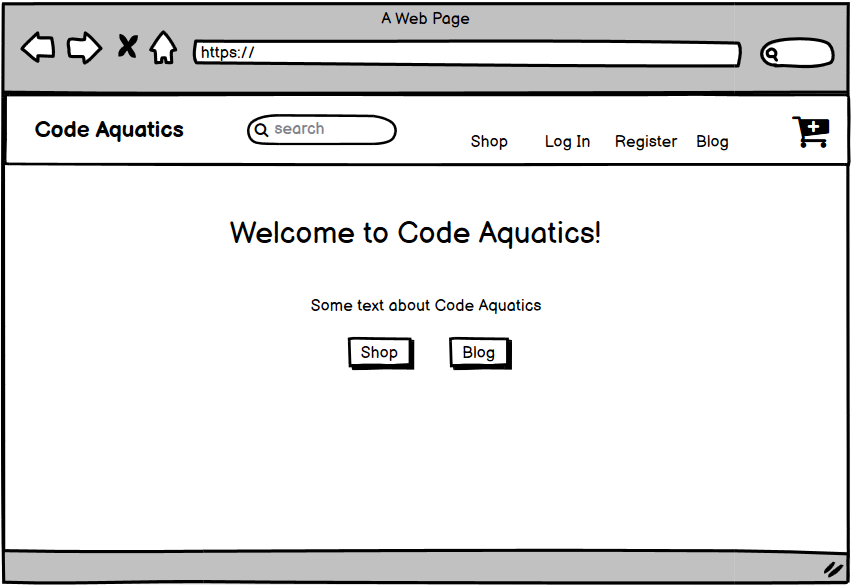 A Web Page
https://
Code Aquatics
search
Shop
Log In
Register
Blog
Welcome to Code Aquatics!
Some text about Code Aquatics
Shop
Blog